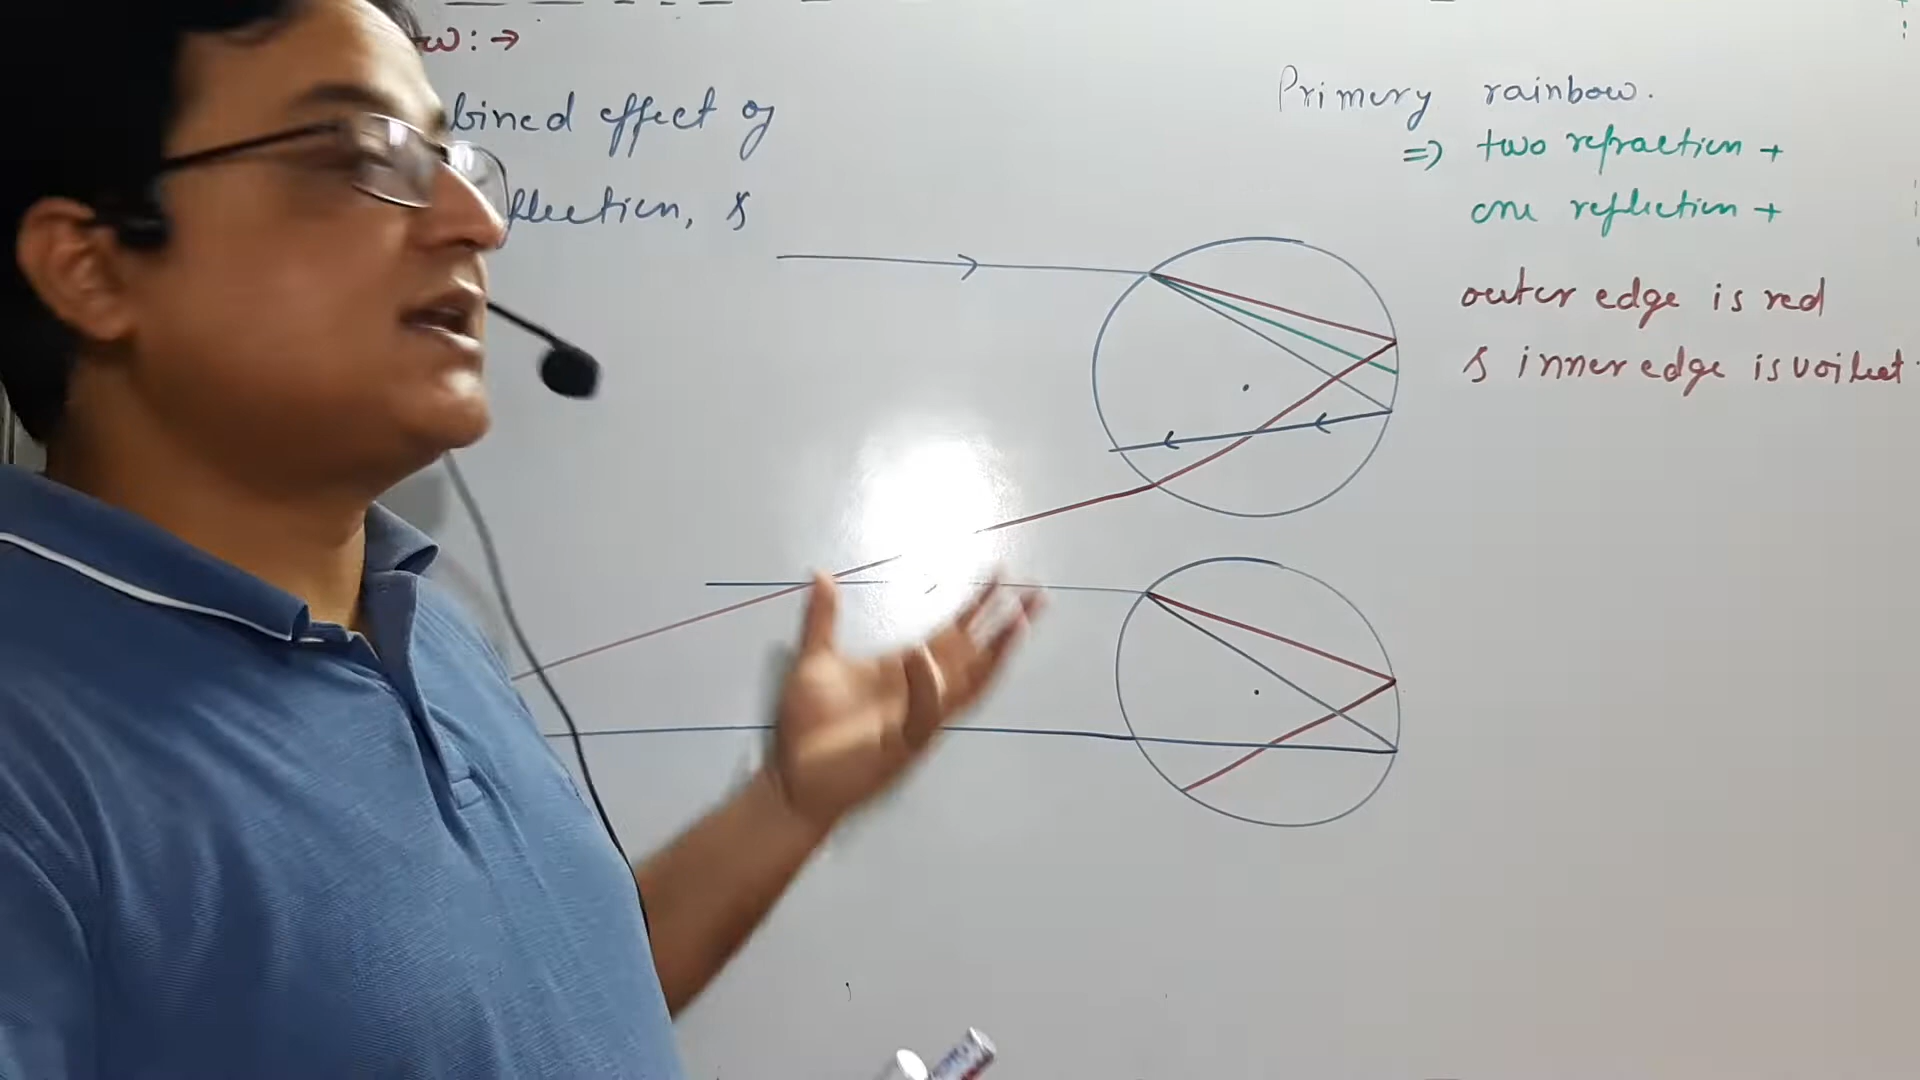 w: →
bined effect of
flection, &
Primery rainbow.
⇒ two refraction +
one reflection +
outer edge is red
& inner edge is voilet